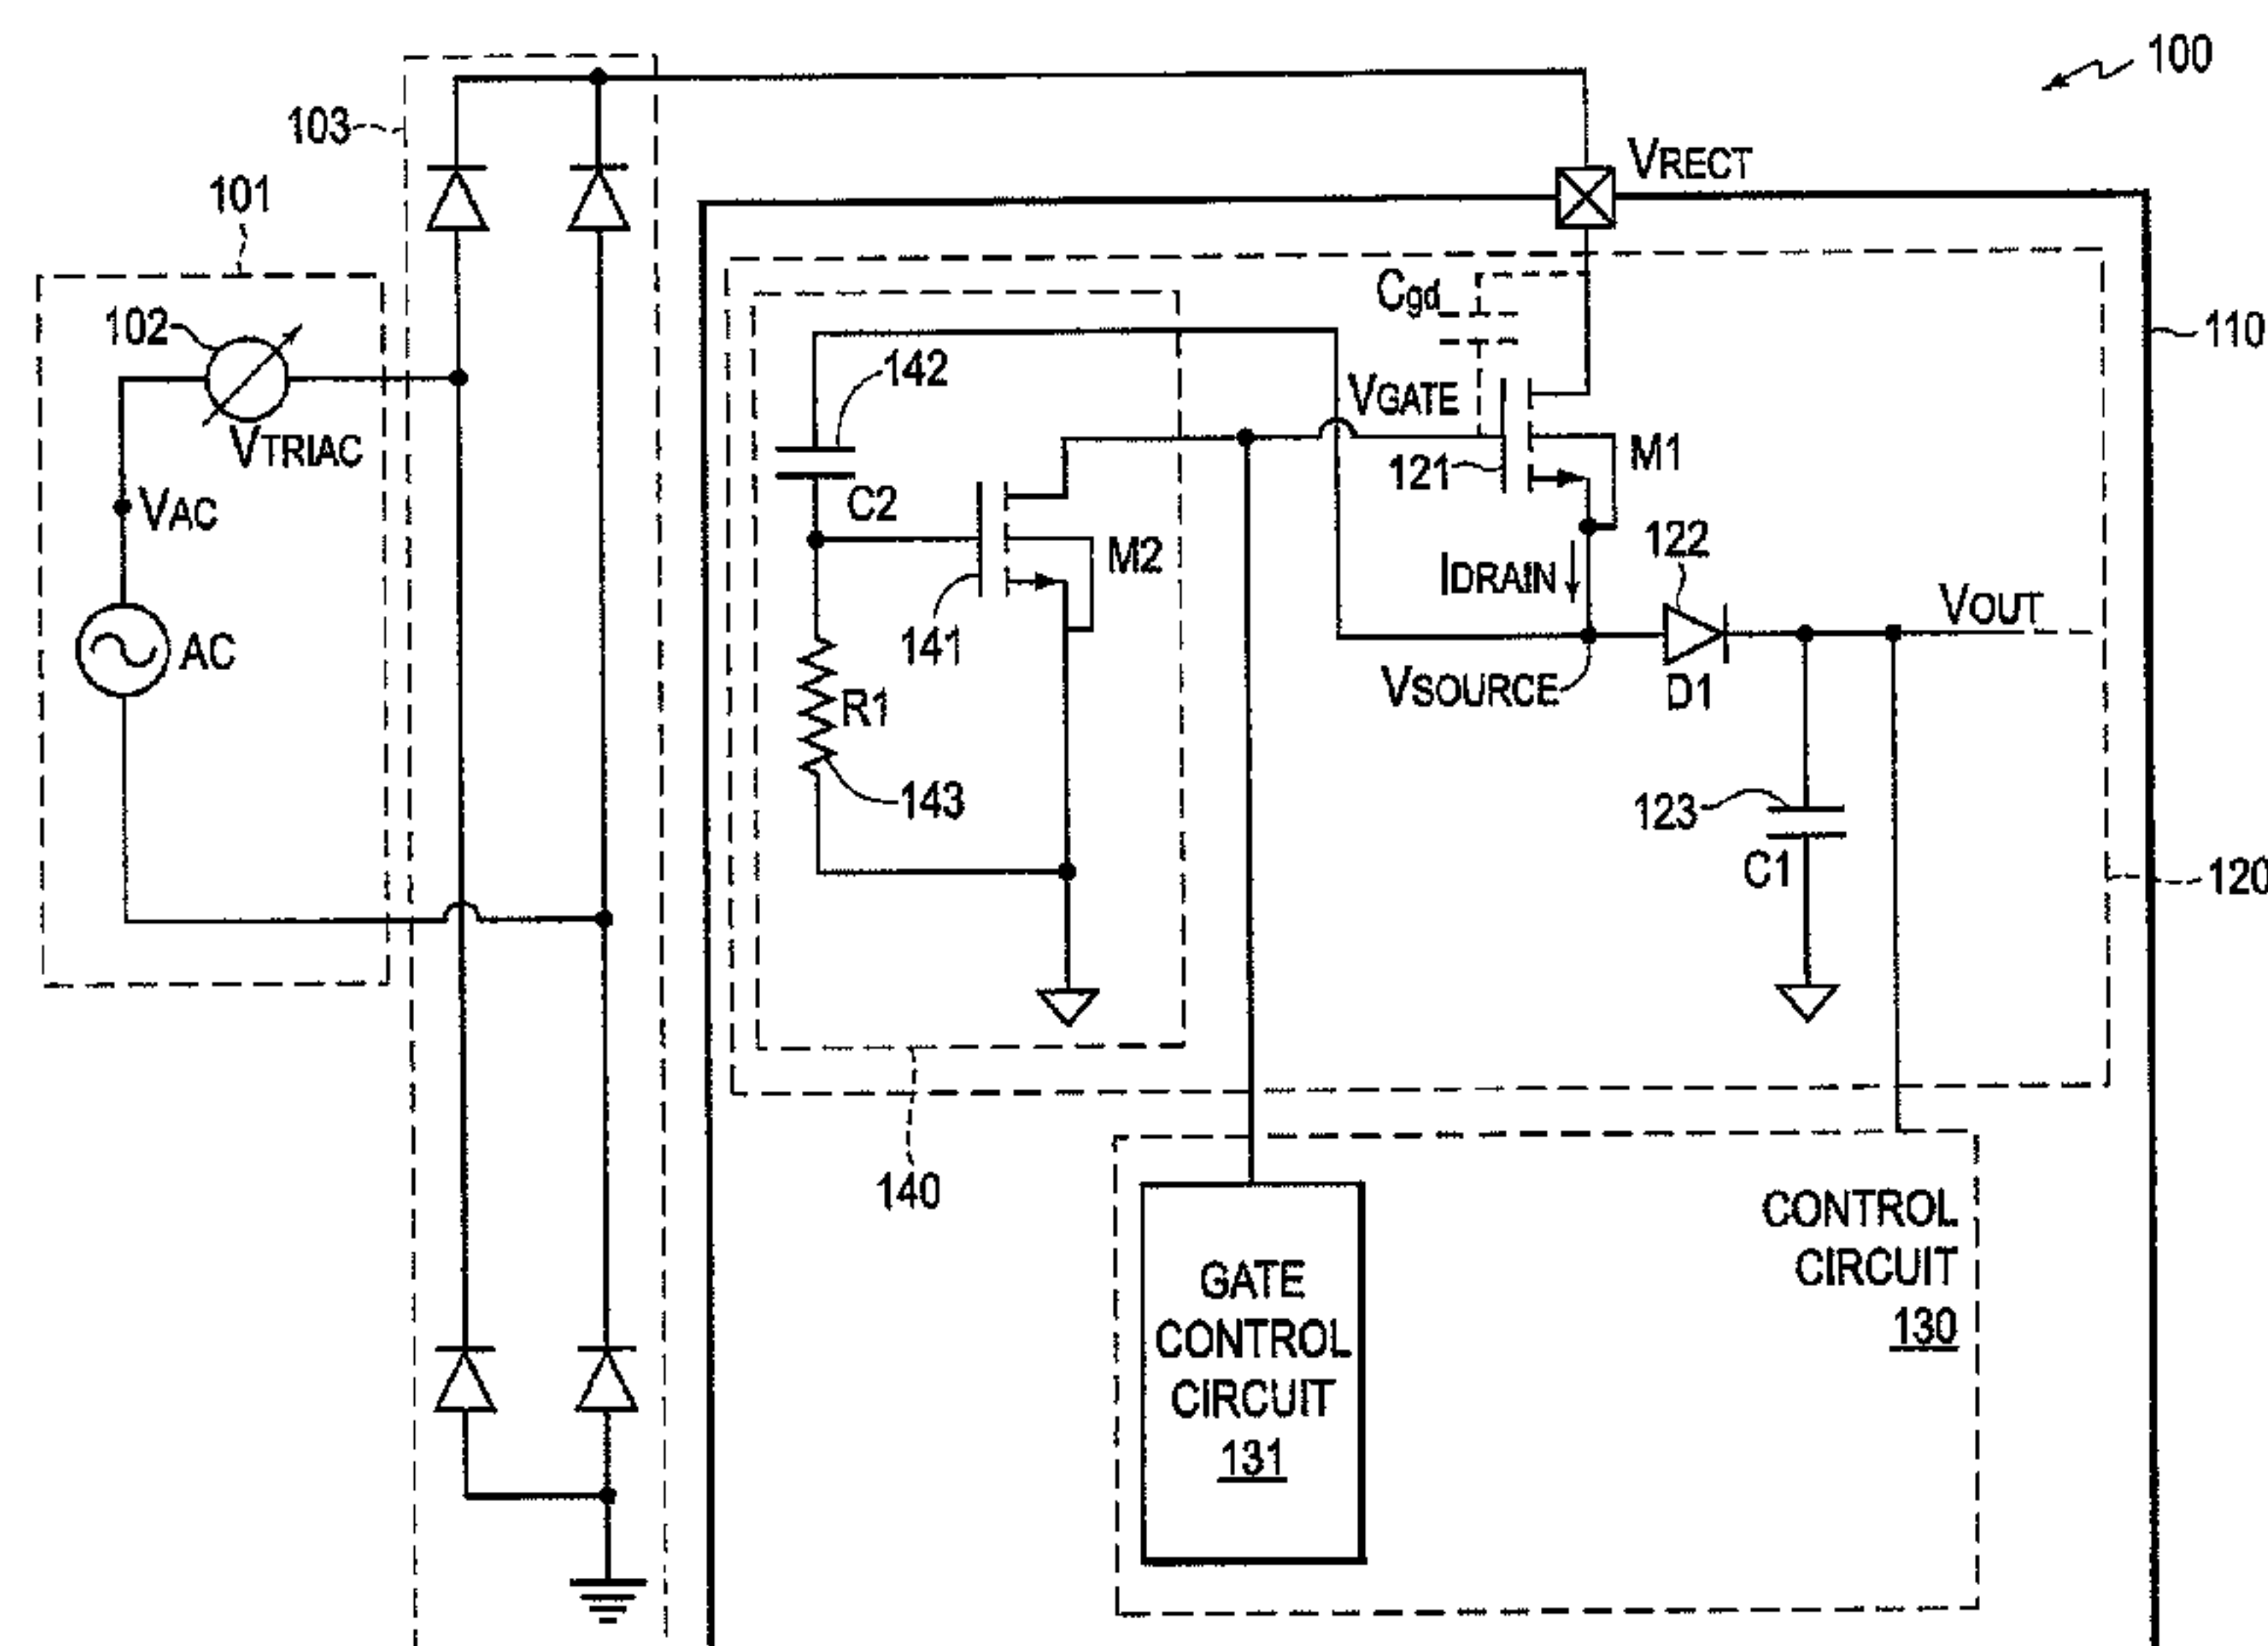 100
103
VRECT
101
Cgd
110
102
142
VGATE
VTRIAC
M1
121
VAC
C2
122
M2
IDRAIN
AC
141
VOUT
R1
VSOURCE
D1
143
123
C1
120
140
CONTROL
CIRCUIT
130
GATE
CONTROL
CIRCUIT
131